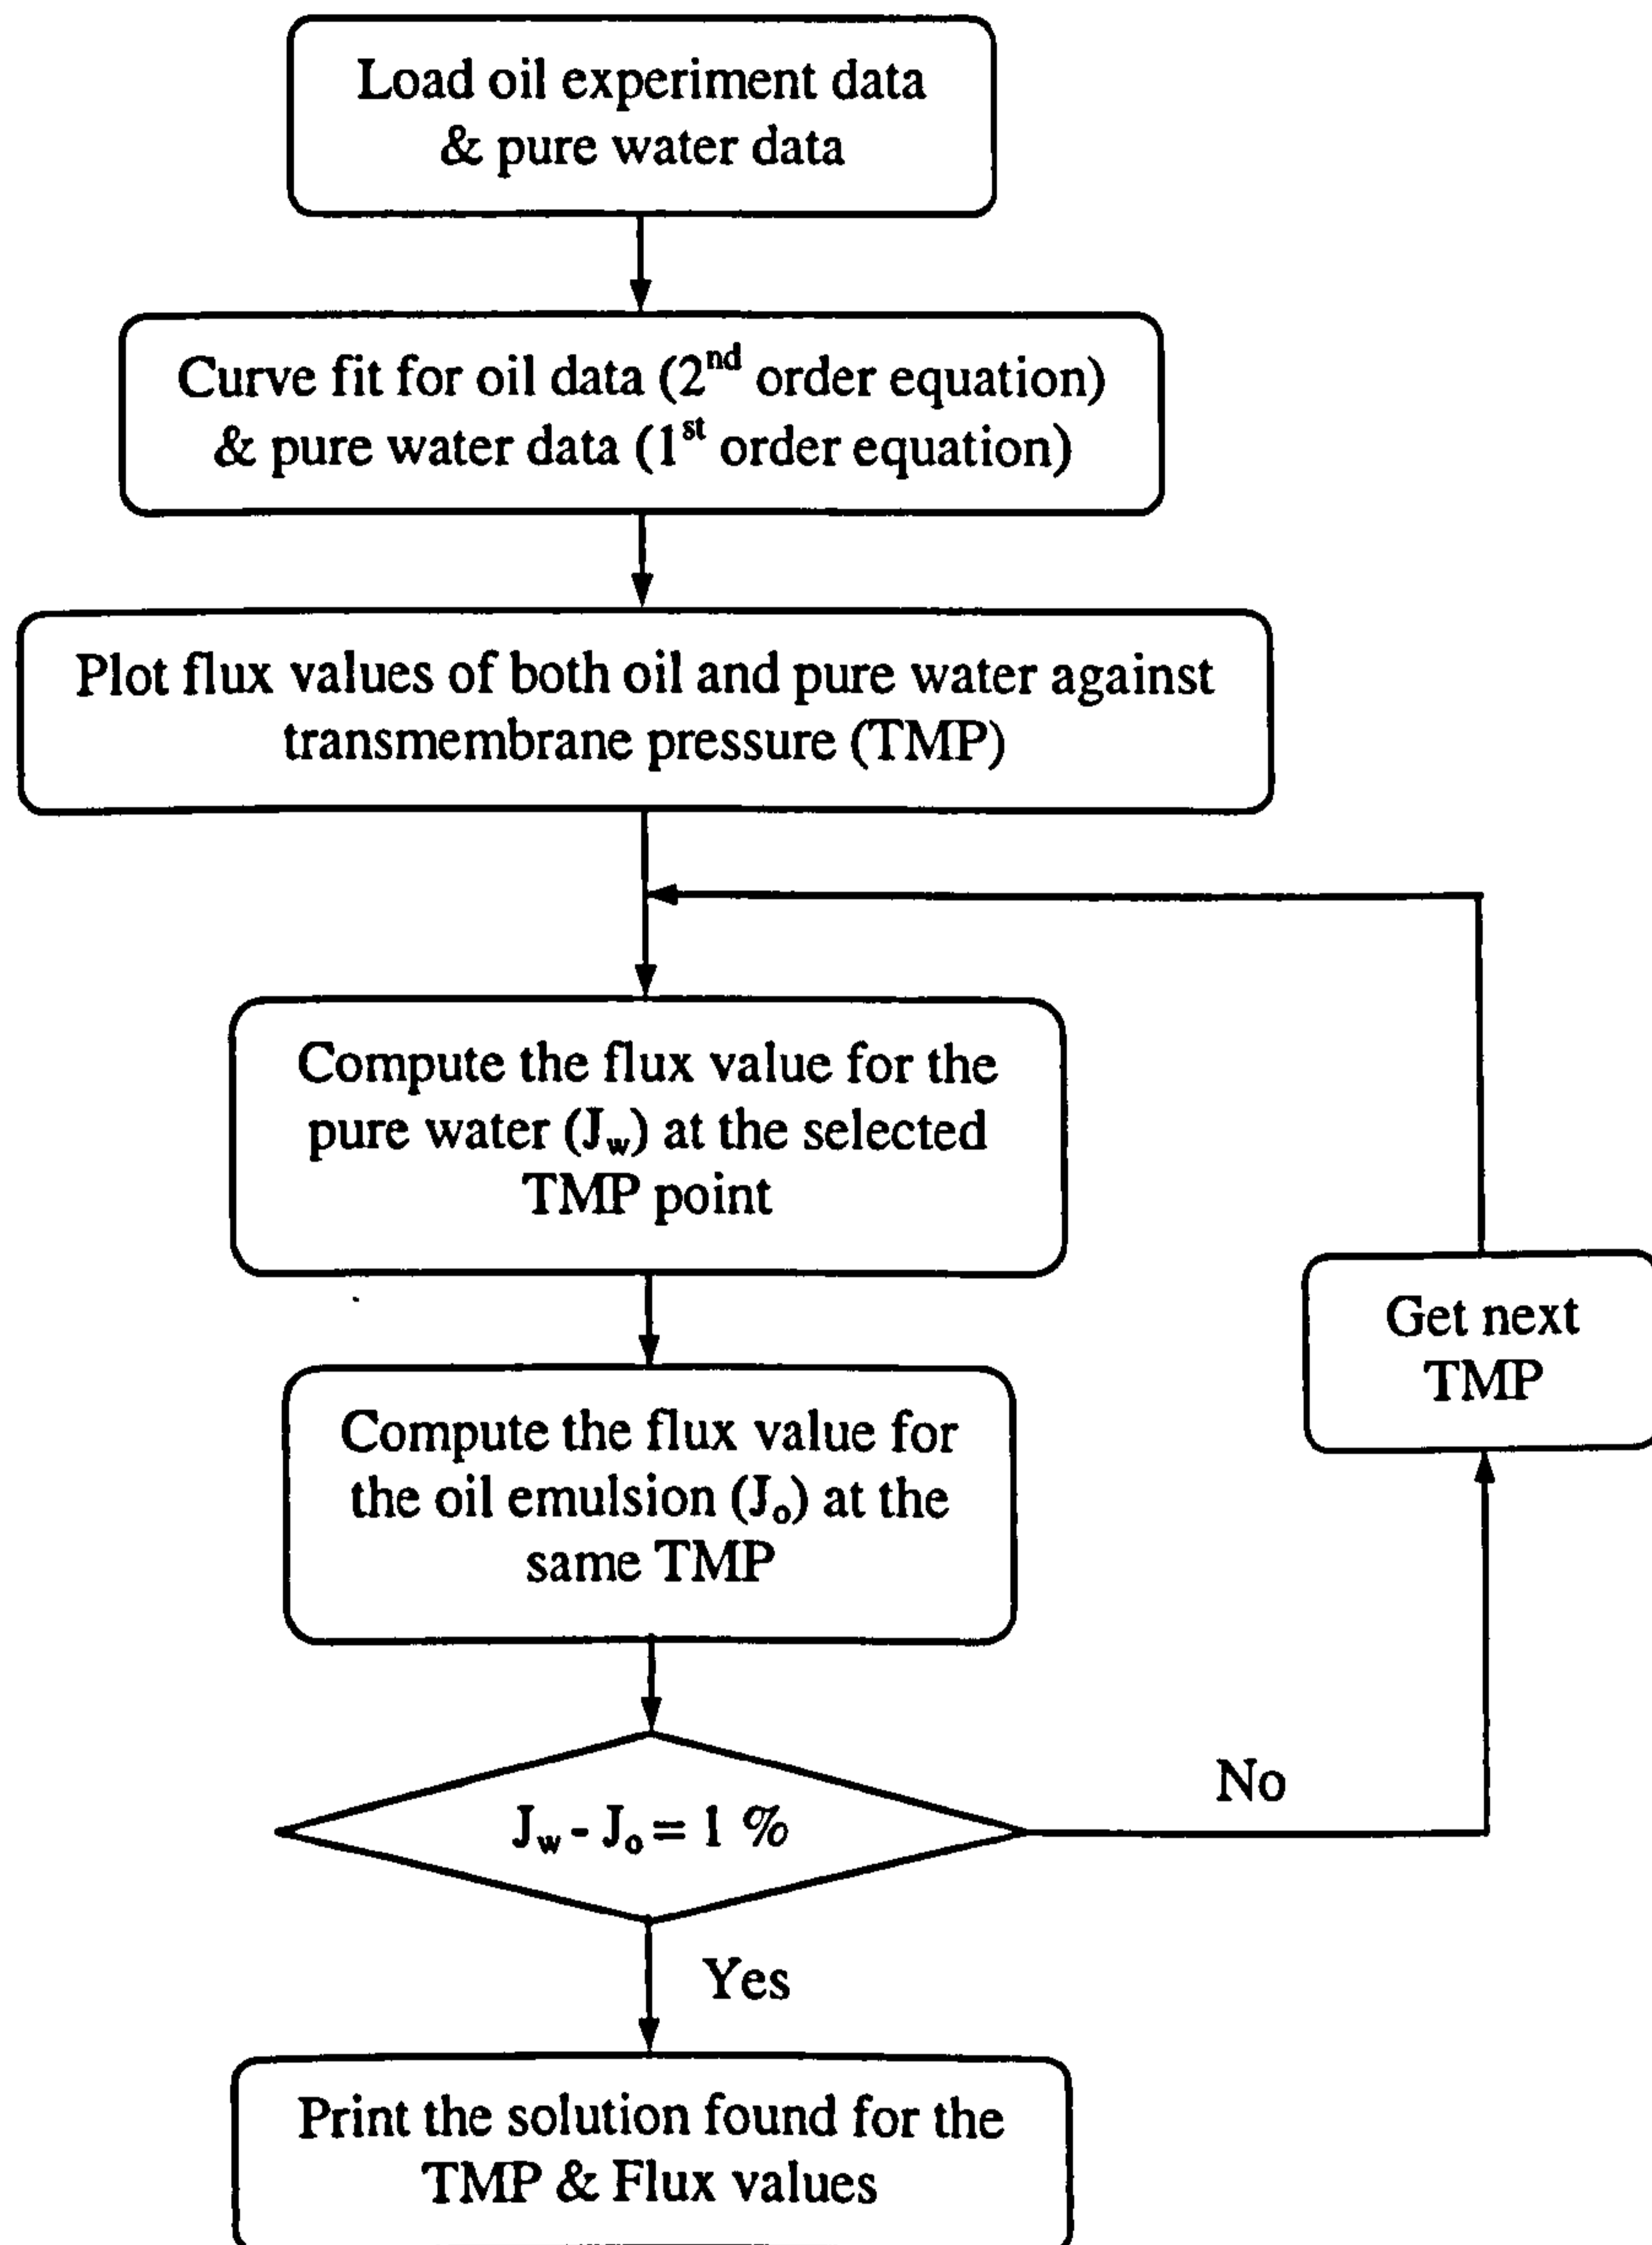 Load oil experiment data
& pure water data
Curve fit for oil data (2nd order equation)
& pure water data (1st order equation)
Plot flux values of both oil and pure water against
transmembrane pressure (TMP)
Compute the flux value for the
pure water (Jw) at the selected
TMP point
Get next
TMP
Compute the flux value for
the oil emulsion (Jo) at the
same TMP
No
Jw - Jo = 1 %
Yes
Print the solution found for the
TMP & Flux values